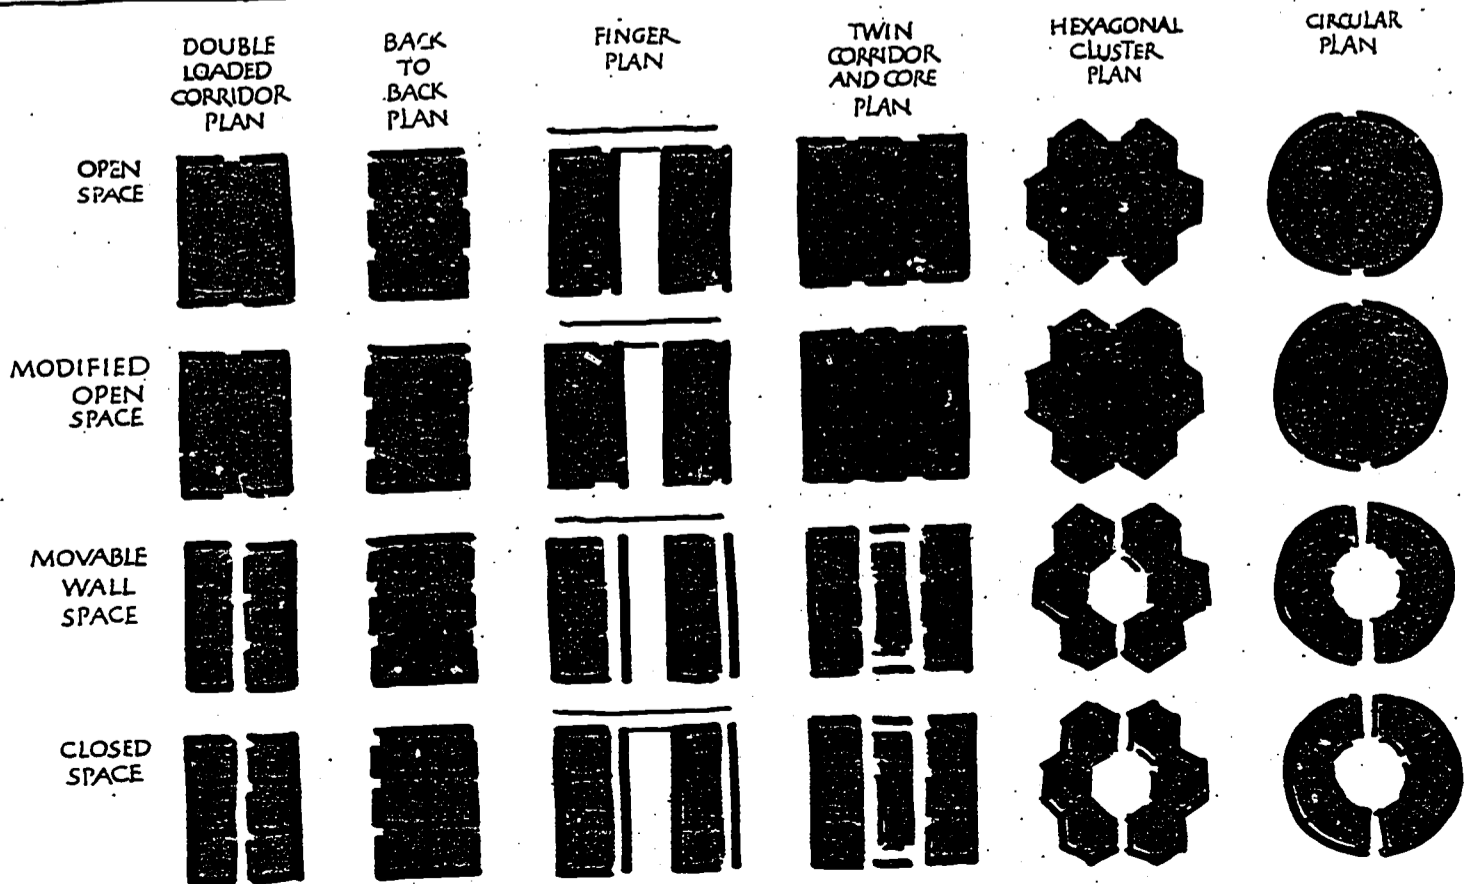 DOUBLE
LOADED
CORRIDOR
PLAN
BACK
TO
BACK
PLAN
FINGER
PLAN
TWIN
CORRIDOR
AND CORE
PLAN
HEXAGONAL
CLUSTER
PLAN
CIRCULAR
PLAN
OPEN
SPACE
MODIFIED
OPEN
SPACE
MOVABLE
WALL
SPACE
CLOSED
SPACE